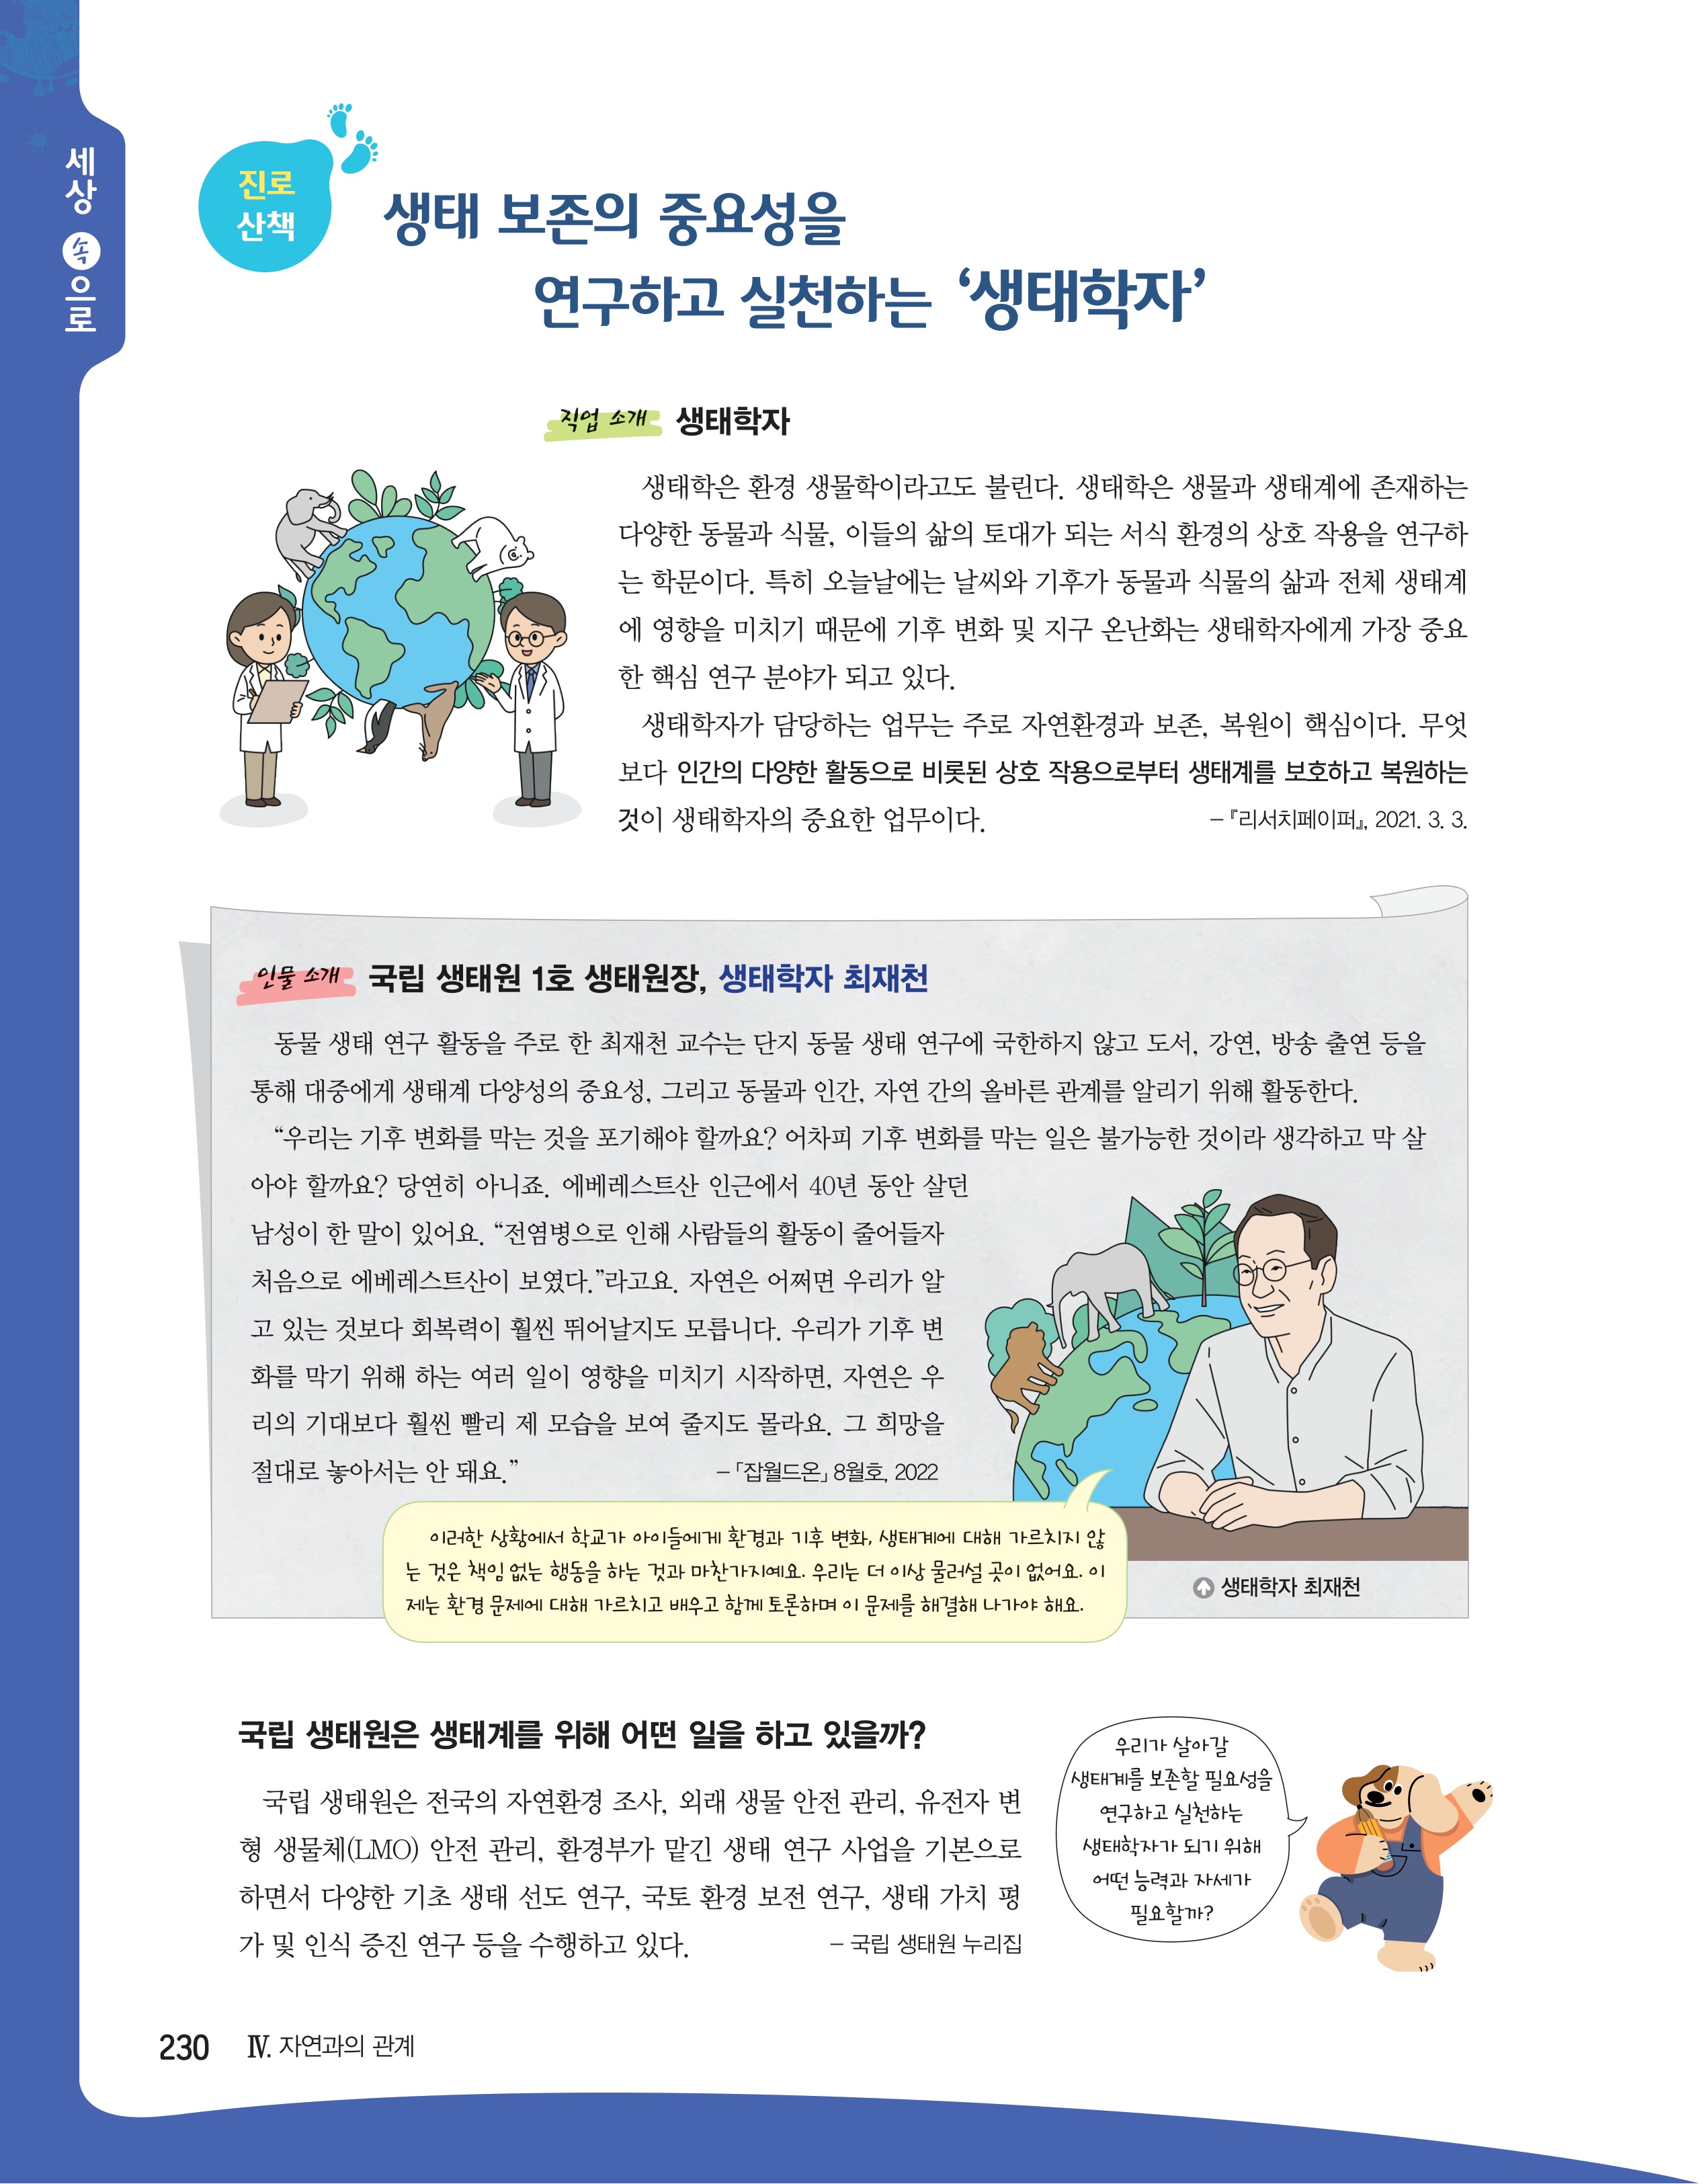 세상 속으로
진로
산책
생태 보존의 중요성을
연구하고 실천하는 ‘생태학자’
직업 소개 생태학자
생태학은 환경 생물학이라고도 불린다. 생태학은 생물과 생태계에 존재하는
다양한 동물과 식물, 이들의 삶의 토대가 되는 서식 환경의 상호 작용을 연구하
는 학문이다. 특히 오늘날에는 날씨와 기후가 동물과 식물의 삶과 전체 생태계
에 영향을 미치기 때문에 기후 변화 및 지구 온난화는 생태학자에게 가장 중요
한 핵심 연구 분야가 되고 있다.
생태학자가 담당하는 업무는 주로 자연환경과 보존, 복원이 핵심이다. 무엇
보다 인간의 다양한 활동으로 비롯된 상호 작용으로부터 생태계를 보호하고 복원하는
것이 생태학자의 중요한 업무이다. – 『리서치페이퍼』, 2021. 3. 3.
인물 소개 국립 생태원 1호 생태원장, 생태학자 최재천
동물 생태 연구 활동을 주로 한 최재천 교수는 단지 동물 생태 연구에 국한하지 않고 도서, 강연, 방송 출연 등을
통해 대중에게 생태계 다양성의 중요성, 그리고 동물과 인간, 자연 간의 올바른 관계를 알리기 위해 활동한다.
“우리는 기후 변화를 막는 것을 포기해야 할까요? 어차피 기후 변화를 막는 일은 불가능한 것이라 생각하고 막 살
아야 할까요? 당연히 아니죠. 에베레스트산 인근에서 40년 동안 살던
남성이 한 말이 있어요. “전염병으로 인해 사람들의 활동이 줄어들자
처음으로 에베레스트산이 보였다.”라고요. 자연은 어쩌면 우리가 알
고 있는 것보다 회복력이 훨씬 뛰어날지도 모릅니다. 우리가 기후 변
화를 막기 위해 하는 여러 일이 영향을 미치기 시작하면, 자연은 우
리의 기대보다 훨씬 빨리 제 모습을 보여 줄지도 몰라요. 그 희망을
절대로 놓아서는 안 돼요.” – 「잡월드온」 8월호, 2022
이러한 상황에서 학교가 아이들에게 환경과 기후 변화, 생태계에 대해 가르치지 않
는 것은 책임 없는 행동을 하는 것과 마찬가지예요. 우리는 더 이상 물러설 곳이 없어요. 이
제는 환경 문제에 대해 가르치고 배우고 함께 토론하며 이 문제를 해결해 나가야 해요.
생태학자 최재천
국립 생태원은 생태계를 위해 어떤 일을 하고 있을까?
국립 생태원은 전국의 자연환경 조사, 외래 생물 안전 관리, 유전자 변
형 생물체(LMO) 안전 관리, 환경부가 맡긴 생태 연구 사업을 기본으로
하면서 다양한 기초 생태 선도 연구, 국토 환경 보전 연구, 생태 가치 평
가 및 인식 증진 연구 등을 수행하고 있다. – 국립 생태원 누리집
우리가 살아갈
생태계를 보존할 필요성을
연구하고 실천하는
생태학자가 되기 위해
어떤 능력과 자세가
필요할까?
230 Ⅳ. 자연과의 관계